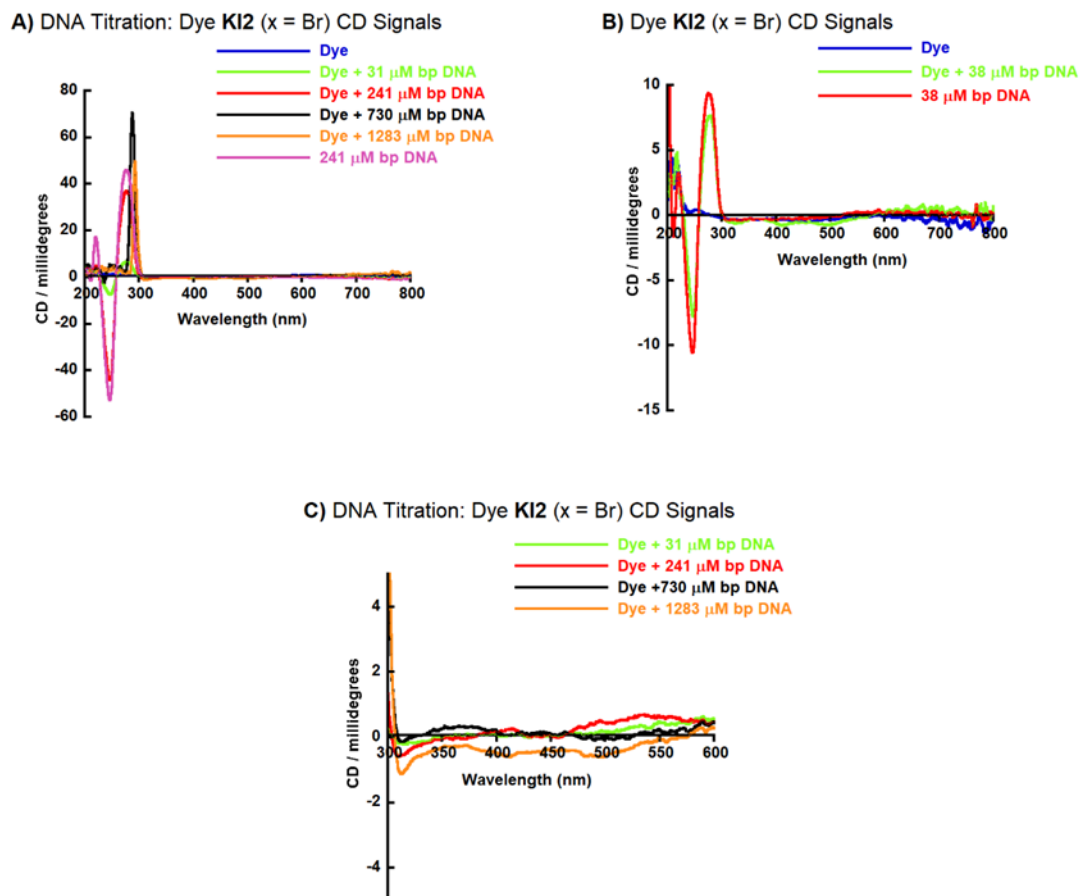 A) DNA Titration: Dye KI2 (x = Br) CD Signals
Dye
Dye + 31 μM bp DNA
Dye + 241 μM bp DNA
Dye + 730 μM bp DNA
Dye + 1283 μM bp DNA
241 μM bp DNA
CD / millidegrees
80
60
40
20
0
-20
-40
-60
200 300 400 500 600 700 800
Wavelength (nm)
B) Dye KI2 (x = Br) CD Signals
Dye
Dye + 38 μM bp DNA
38 μM bp DNA
CD / millidegrees
10
5
0
-5
-10
-15
200 300 400 500 600 700 800
Wavelength (nm)
C) DNA Titration: Dye KI2 (x = Br) CD Signals
Dye + 31 μM bp DNA
Dye + 241 μM bp DNA
Dye +730 μM bp DNA
Dye + 1283 μM bp DNA
CD / millidegrees
4
2
0
-2
-4
300 350 400 450 500 550 600
Wavelength (nm)